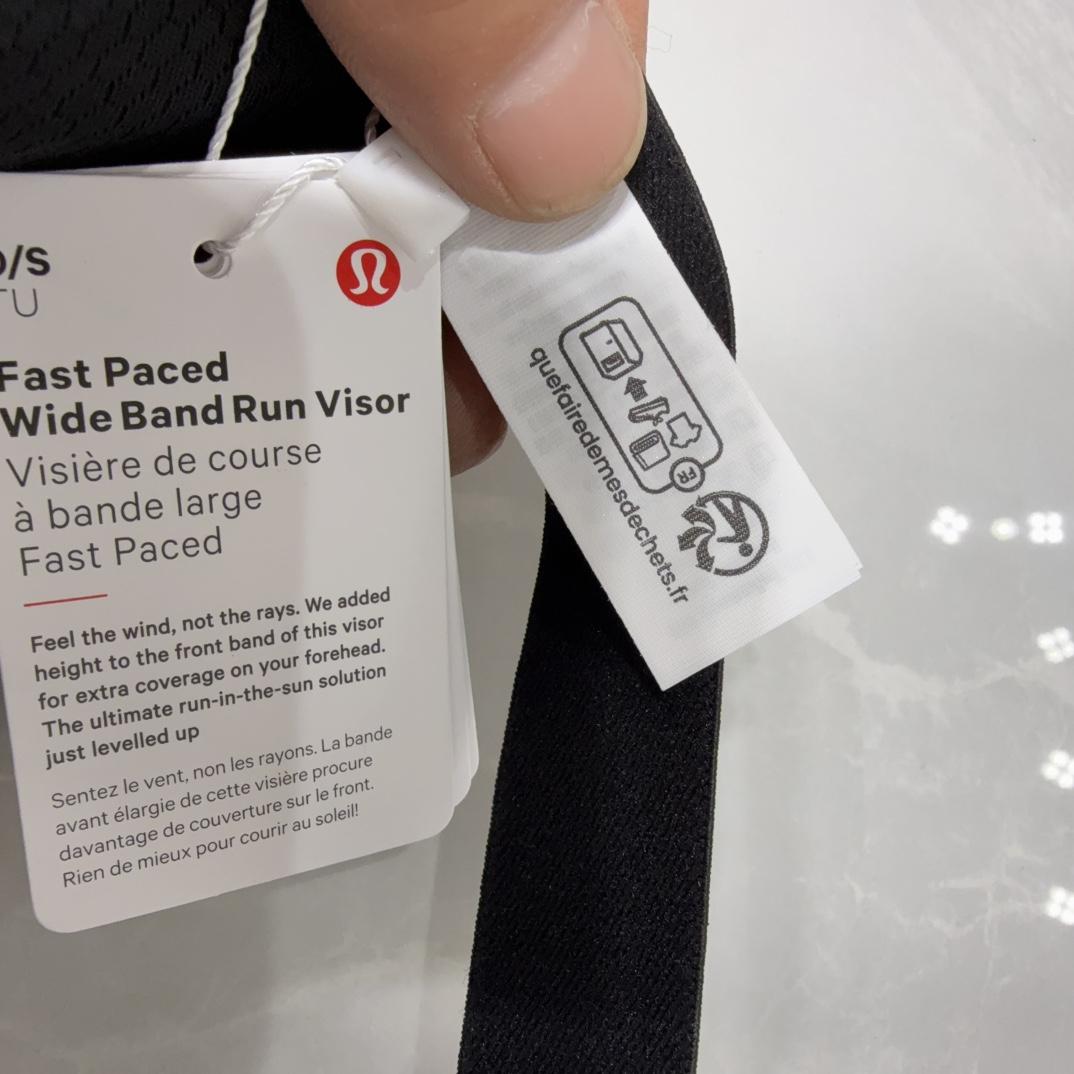 O/S
TU
Fast Paced
Wide Band Run Visor
Visière de course
à bande large
Fast Paced
Feel the wind, not the rays. We added
height to the front band of this visor
for extra coverage on your forehead.
The ultimate run-in-the-sun solution
just levelled up
Sentez le vent, non les rayons. La bande
avant élargie de cette visière procure
davantage de couverture sur le front.
Rien de mieux pour courir au soleil!
FR
quefairedemesdechets.fr